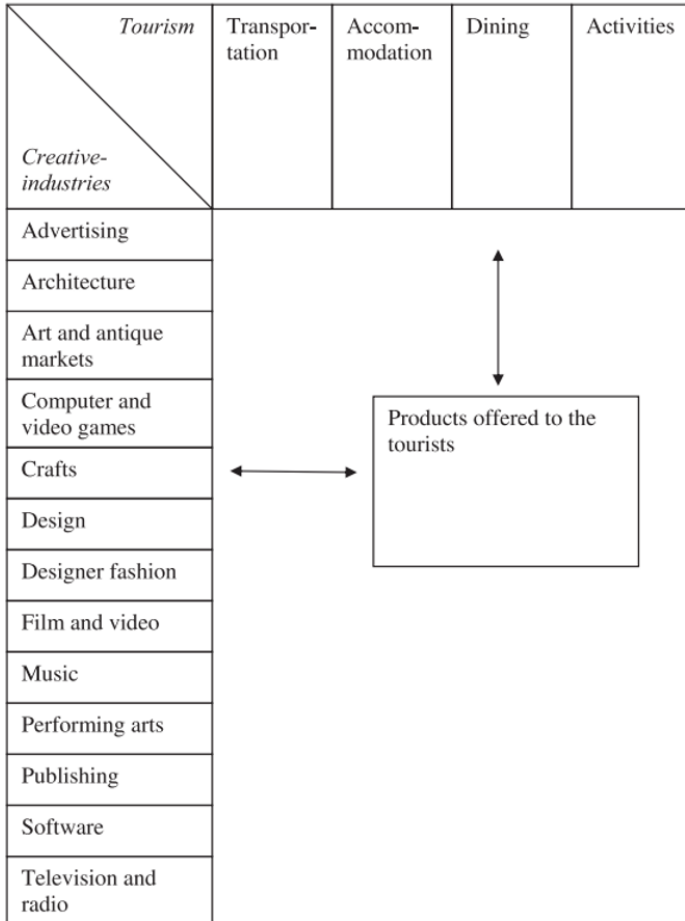 Tourism
Transpor-
tation
Accom-
modation
Dining
Activities
Creative-
industries
Advertising
Architecture
Art and antique
markets
Computer and
video games
Products offered to the
tourists
Crafts
Design
Designer fashion
Film and video
Music
Performing arts
Publishing
Software
Television and
radio